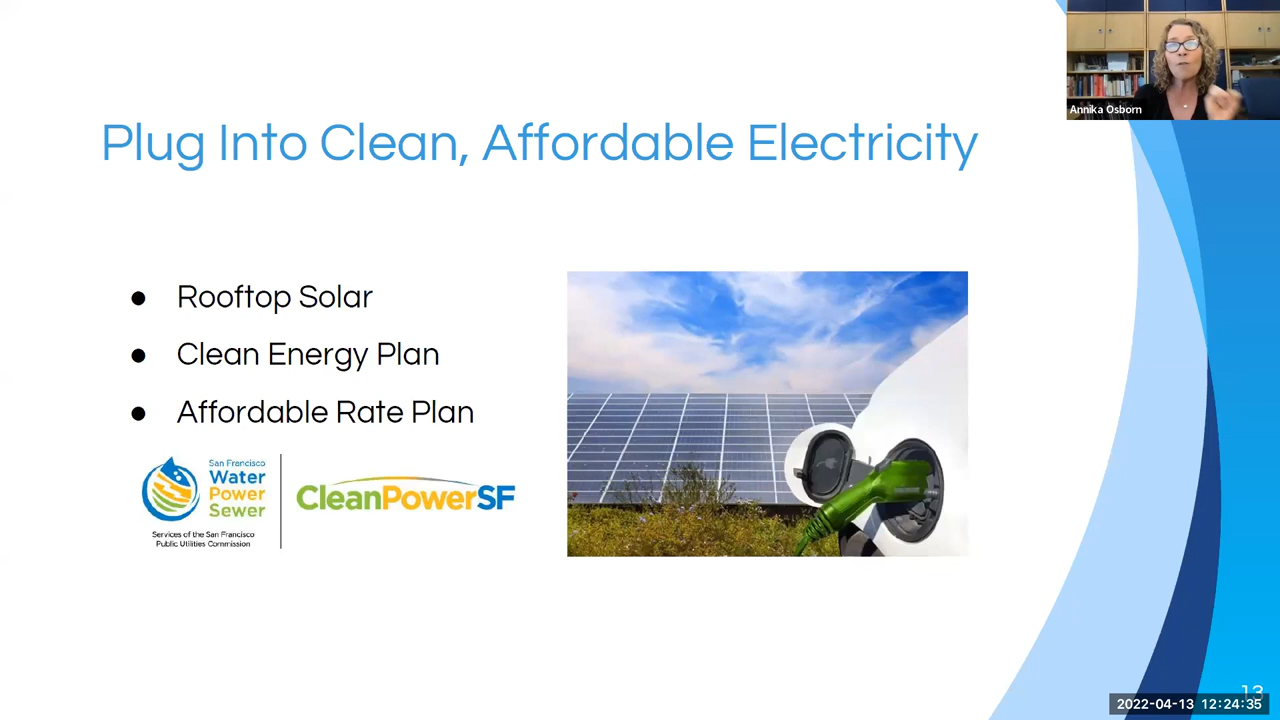 Annika Osborn
Plug Into Clean, Affordable Electricity
● Rooftop Solar
● Clean Energy Plan
● Affordable Rate Plan
San Francisco
Water
Power
Sewer
Services of the San Francisco
Public Utilities Commission
CleanPowerSF
13
2022-04-13 12:24:35